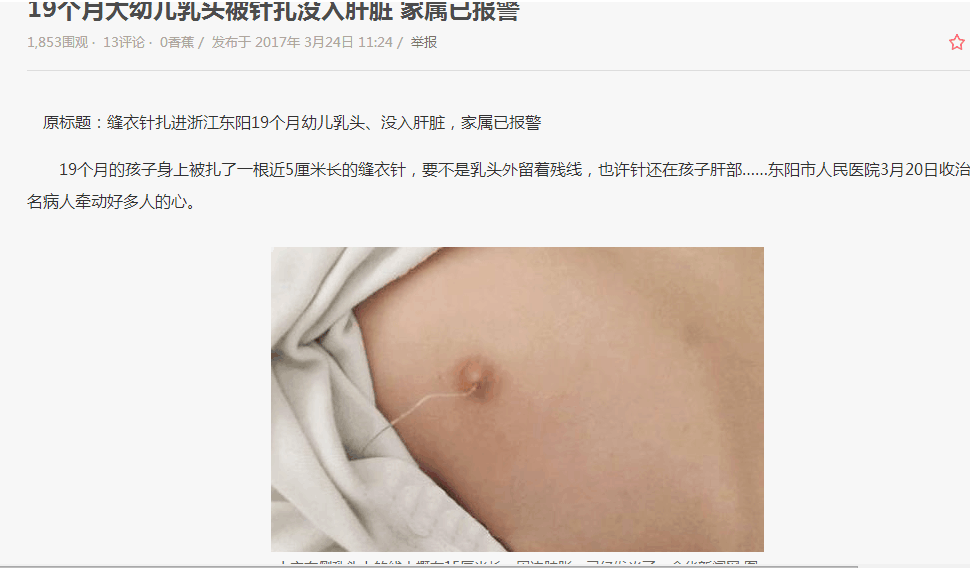 19个月大幼儿乳头被针扎没入肝脏 家属已报警
1,853围观 · 13评论 · 0香蕉 / 发布于 2017年 3月24日 11:24 / 举报
原标题：缝衣针扎进浙江东阳19个月幼儿乳头、没入肝脏，家属已报警
19个月的孩子身上被扎了一根近5厘米长的缝衣针，要不是乳头外留着残线，也许针还在孩子肝部……东阳市人民医院3月20日收治
名病人牵动好多人的心。